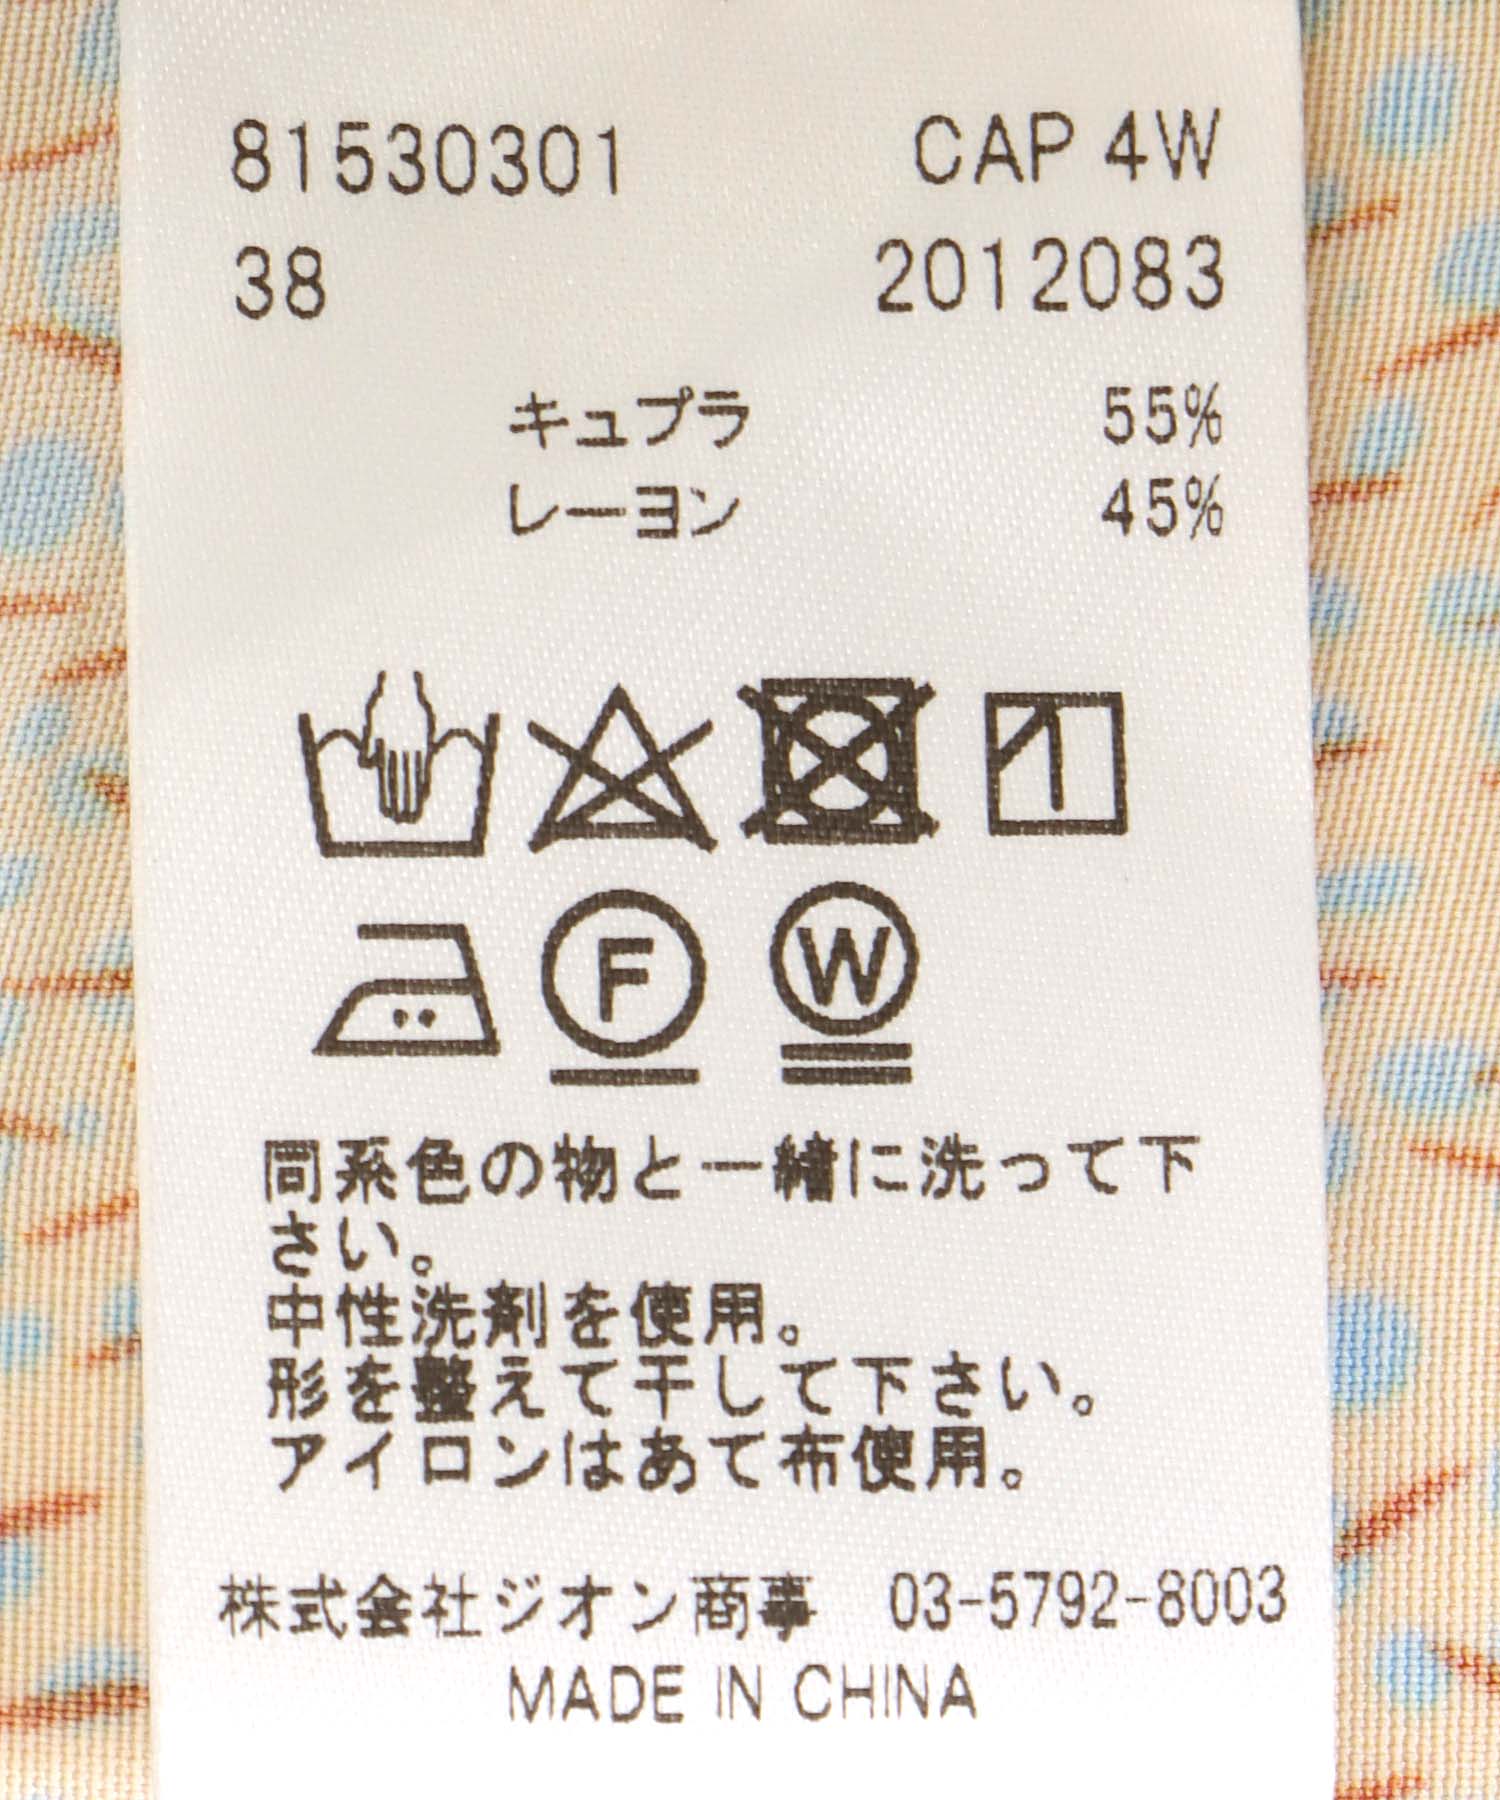 81530301 CAP 4W
38 2012083
キュプラ 55%
レーヨン 45%
F W
同系色の物と一緒に洗って下
さい。
中性洗剤を使用。
形を整えて干して下さい。
アイロンはあて布使用。
株式会社ジオン商事 03-5792-8003
MADE IN CHINA